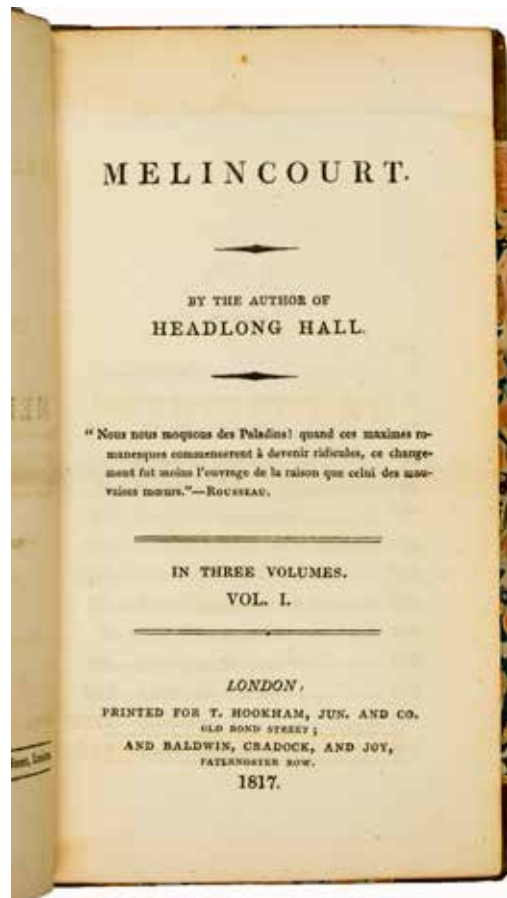 MELINCOURT.
BY THE AUTHOR OF
HEADLONG HALL.
“ Nous nous moquons des Paladins! quand ces maximes ro-
manesques commencerent à devenir ridicules, ce change-
ment fut moins l'ouvrage de la raison que celui des mau-
vaises mœurs.”—ROUSSEAU.
IN THREE VOLUMES.
VOL. I.
LONDON:
PRINTED FOR T. HOOKHAM, JUN. AND CO.
OLD BOND STREET;
AND BALDWIN, CRADOCK, AND JOY,
PATERNOSTER ROW.
1817.
London